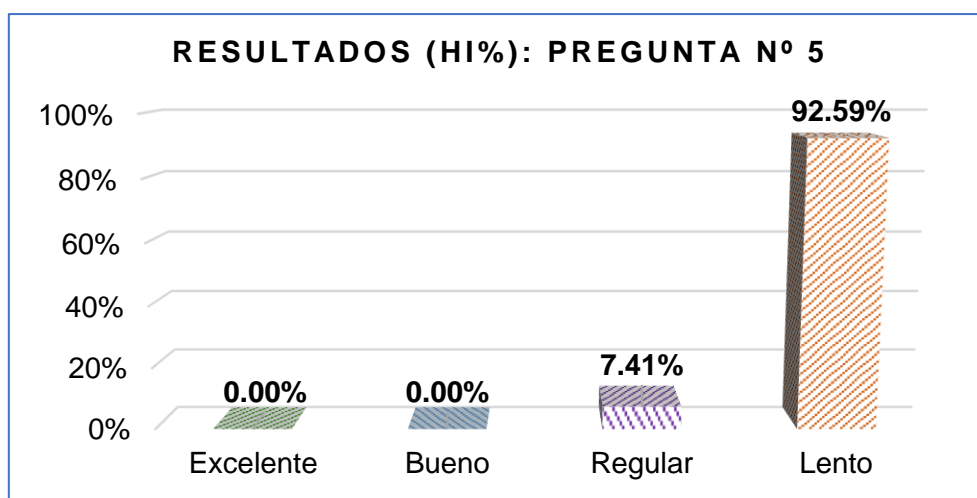 RESULTADOS (HI%): PREGUNTA Nº 5
100%
80%
60%
40%
20%
0%
0.00%
0.00%
7.41%
92.59%
Excelente
Bueno
Regular
Lento